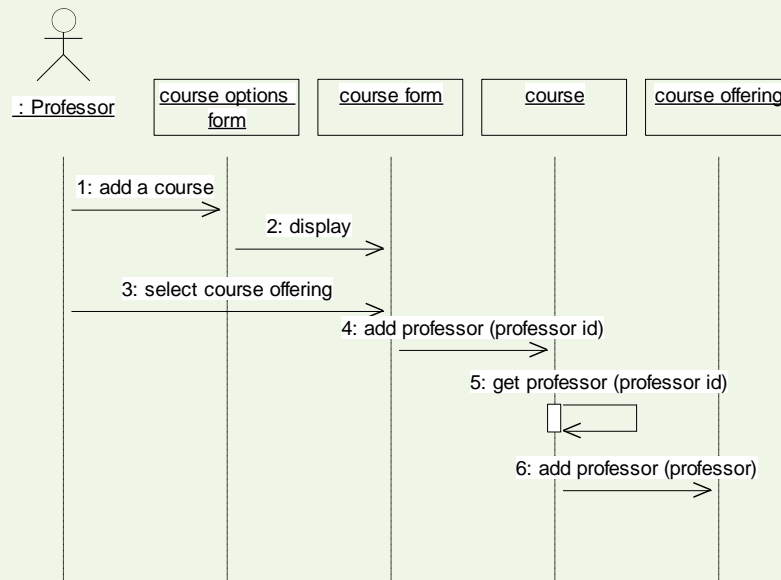 : Professor
course options
form
course form
course
course offering
1: add a course
2: display
3: select course offering
4: add professor (professor id)
5: get professor (professor id)
6: add professor (professor)